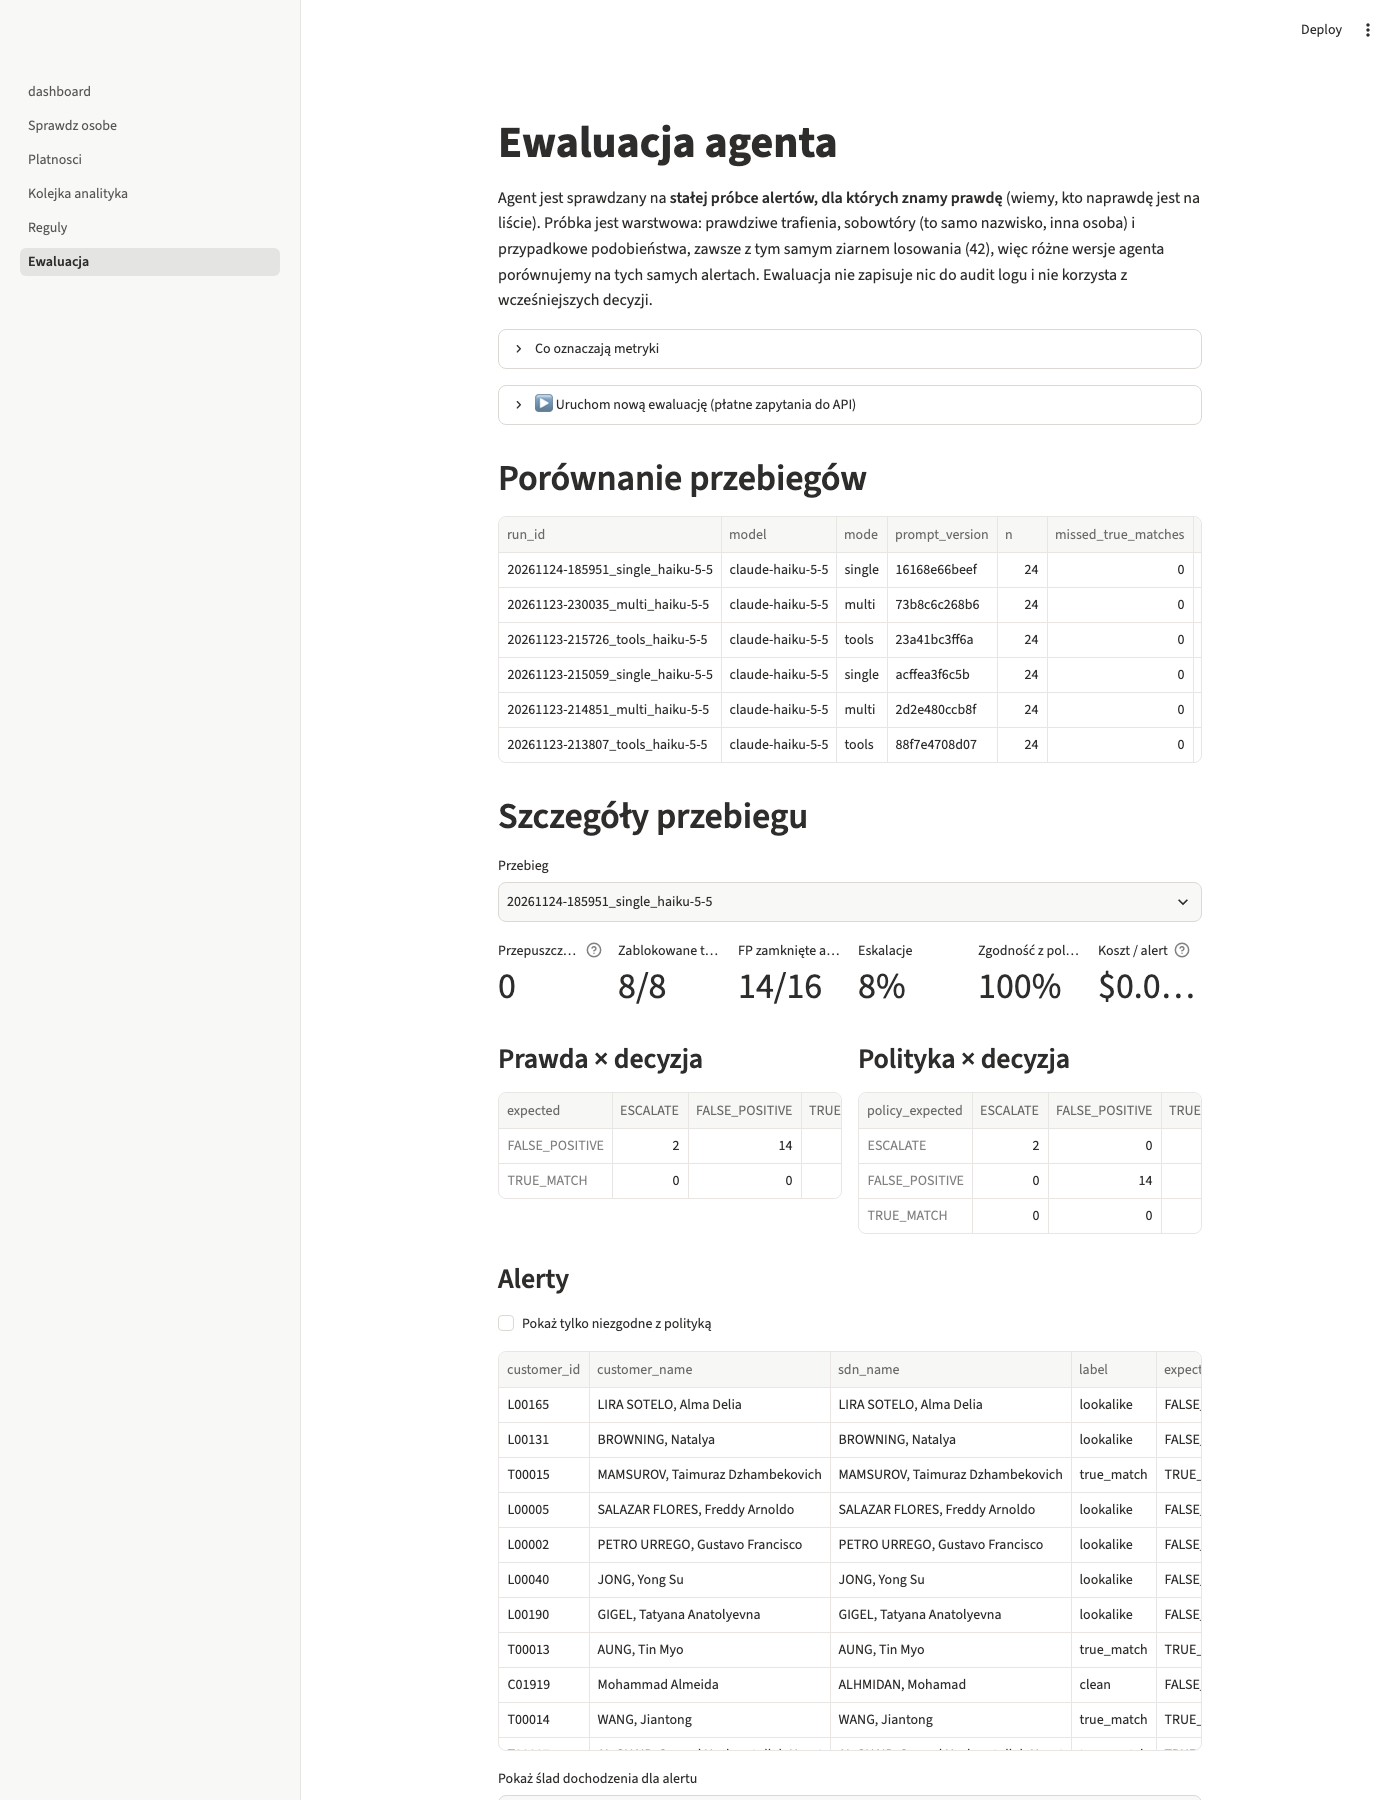 Deploy
dashboard
Sprawdz osobe
Platnosci
Kolejka analityka
Reguly
Ewaluacja
Ewaluacja agenta
Agent jest sprawdzany na stałej próbce alertów, dla których znamy prawdę (wiemy, kto naprawdę jest na
liście). Próbka jest warstwowa: prawdziwe trafienia, sobowtóry (to samo nazwisko, inna osoba) i
przypadkowe podobieństwa, zawsze z tym samym ziarnem losowania (42), więc różne wersje agenta
porównujemy na tych samych alertach. Ewaluacja nie zapisuje nic do audit logu i nie korzysta z
wcześniejszych decyzji.
Co oznaczają metryki
Uruchom nową ewaluację (płatne zapytania do API)
Porównanie przebiegów
run_id model mode prompt_version n missed_true_matches
20261124-185951_single_haiku-5-5 claude-haiku-5-5 single 16168e66beef 24 0
20261123-230035_multi_haiku-5-5 claude-haiku-5-5 multi 73b8c6c268b6 24 0
20261123-215726_tools_haiku-5-5 claude-haiku-5-5 tools 23a41bc3ff6a 24 0
20261123-215059_single_haiku-5-5 claude-haiku-5-5 single acffea3f6c5b 24 0
20261123-214851_multi_haiku-5-5 claude-haiku-5-5 multi 2d2e480ccb8f 24 0
20261123-213807_tools_haiku-5-5 claude-haiku-5-5 tools 88f7e4708d07 24 0
Szczegóły przebiegu
Przebieg
20261124-185951_single_haiku-5-5
Przepuszcz… Zablokowane t… FP zamknięte a… Eskalacje Zgodność z pol… Koszt / alert
0 8/8 14/16 8% 100% $0.0…
Prawda × decyzja
expected ESCALATE FALSE_POSITIVE TRUE
FALSE_POSITIVE 2 14
TRUE_MATCH 0 0
Polityka × decyzja
policy_expected ESCALATE FALSE_POSITIVE TRUE
ESCALATE 2 0
FALSE_POSITIVE 0 14
TRUE_MATCH 0 0
Alerty
Pokaż tylko niezgodne z polityką
customer_id customer_name sdn_name label expect
L00165 LIRA SOTELO, Alma Delia LIRA SOTELO, Alma Delia lookalike FALSE_
L00131 BROWNING, Natalya BROWNING, Natalya lookalike FALSE_
T00015 MAMSUROV, Taimuraz Dzhambekovich MAMSUROV, Taimuraz Dzhambekovich true_match TRUE_
L00005 SALAZAR FLORES, Freddy Arnoldo SALAZAR FLORES, Freddy Arnoldo lookalike FALSE_
L00002 PETRO URREGO, Gustavo Francisco PETRO URREGO, Gustavo Francisco lookalike FALSE_
L00040 JONG, Yong Su JONG, Yong Su lookalike FALSE_
L00190 GIGEL, Tatyana Anatolyevna GIGEL, Tatyana Anatolyevna lookalike FALSE_
T00013 AUNG, Tin Myo AUNG, Tin Myo true_match TRUE_
C01919 Mohammad Almeida ALHMIDAN, Mohamad clean FALSE_
T00014 WANG, Jiantong WANG, Jiantong true_match TRUE_
Pokaż ślad dochodzenia dla alertu